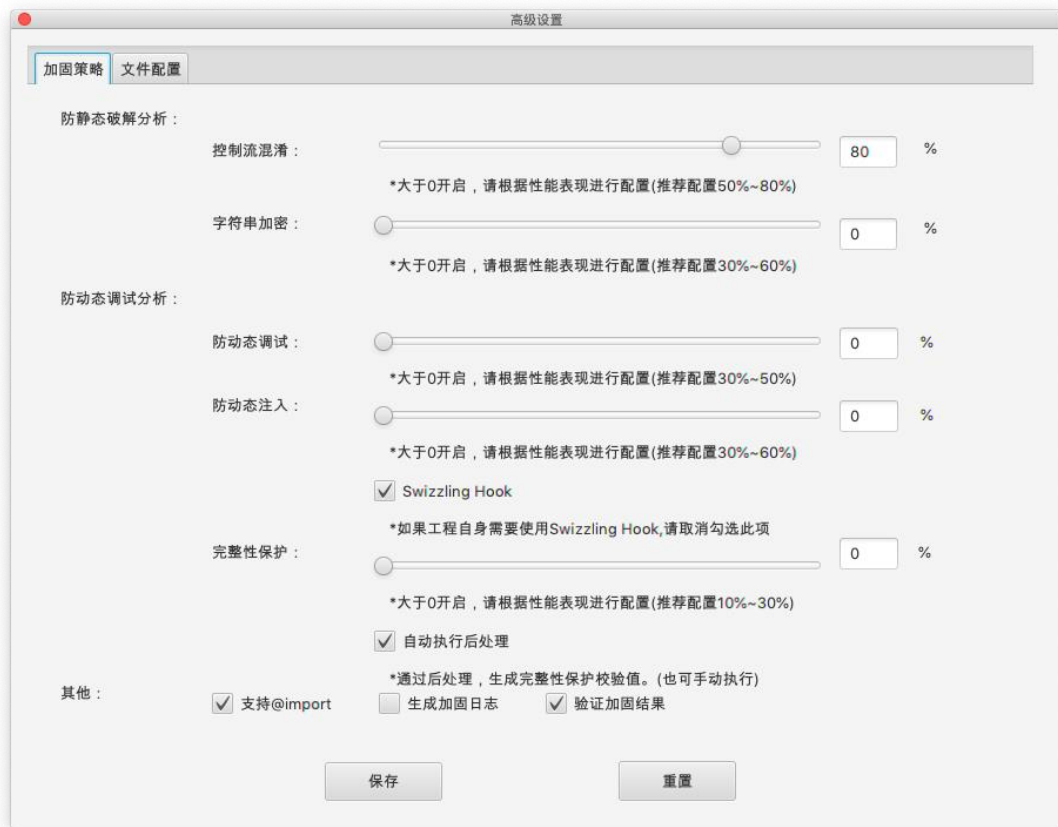 高级设置
加固策略 文件配置
防静态破解分析：
控制流混淆： 80 %
*大于0开启，请根据性能表现进行配置(推荐配置50%~80%)
字符串加密： 0 %
*大于0开启，请根据性能表现进行配置(推荐配置30%~60%)
防动态调试分析：
防动态调试： 0 %
*大于0开启，请根据性能表现进行配置(推荐配置30%~50%)
防动态注入： 0 %
*大于0开启，请根据性能表现进行配置(推荐配置30%~60%)
Swizzling Hook
*如果工程自身需要使用Swizzling Hook,请取消勾选此项
完整性保护： 0 %
*大于0开启，请根据性能表现进行配置(推荐配置10%~30%)
自动执行后处理
*通过后处理，生成完整性保护校验值。(也可手动执行)
其他：
支持@import 生成加固日志 验证加固结果
保存 重置